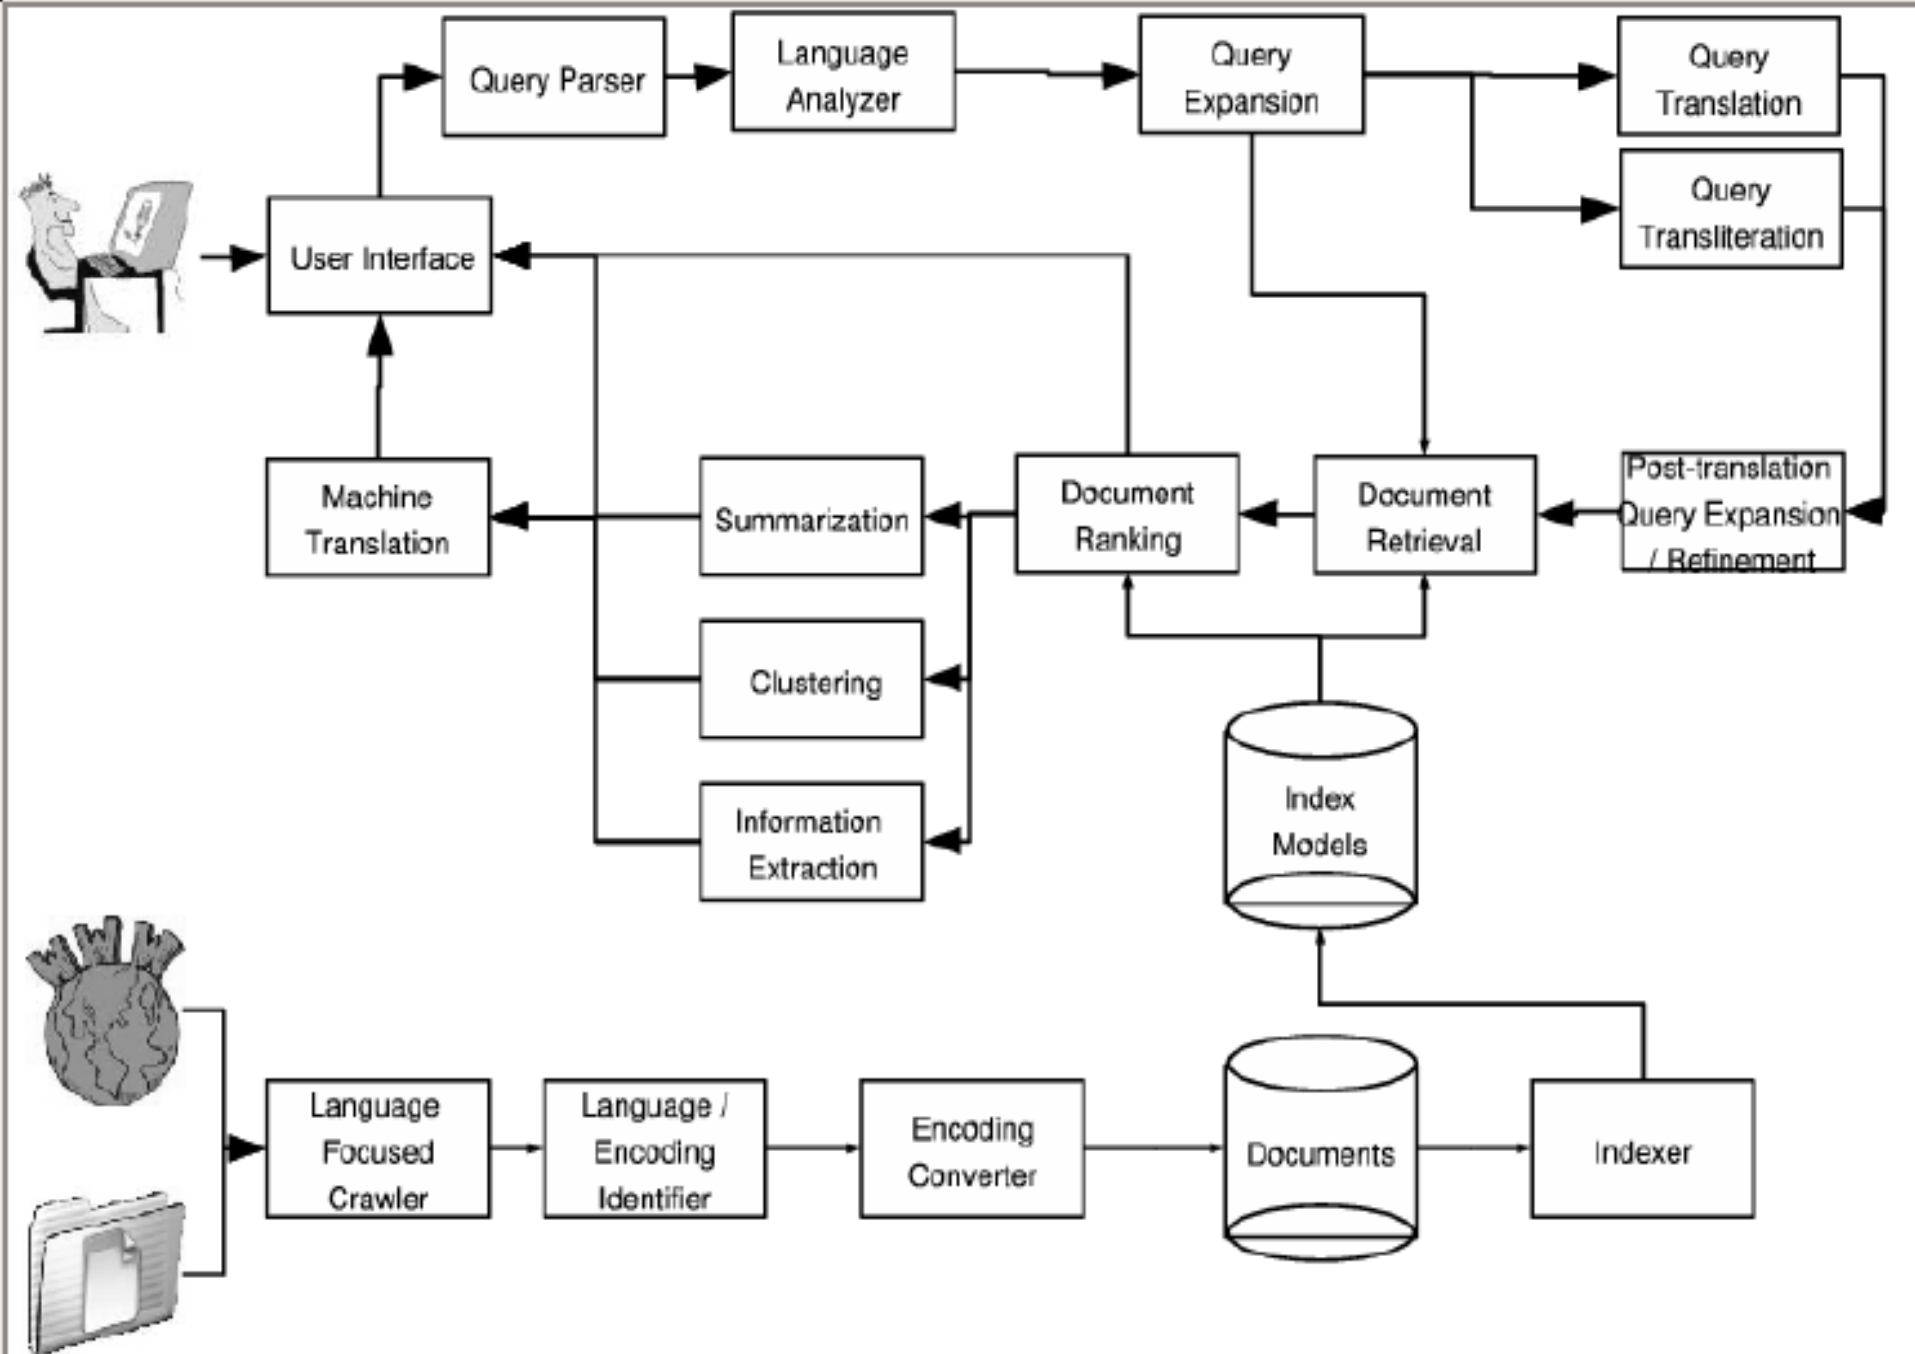 Query Parser
Language
Analyzer
Query
Expansion
Query
Translation
Query
Transliteration
User Interface
Machine
Translation
Summarization
Document
Ranking
Document
Retrieval
Post-translation
Query Expansion
/ Refinement
Clustering
Information
Extraction
Index
Models
Language
Focused
Crawler
Language /
Encoding
Identifier
Encoding
Converter
Documents
Indexer